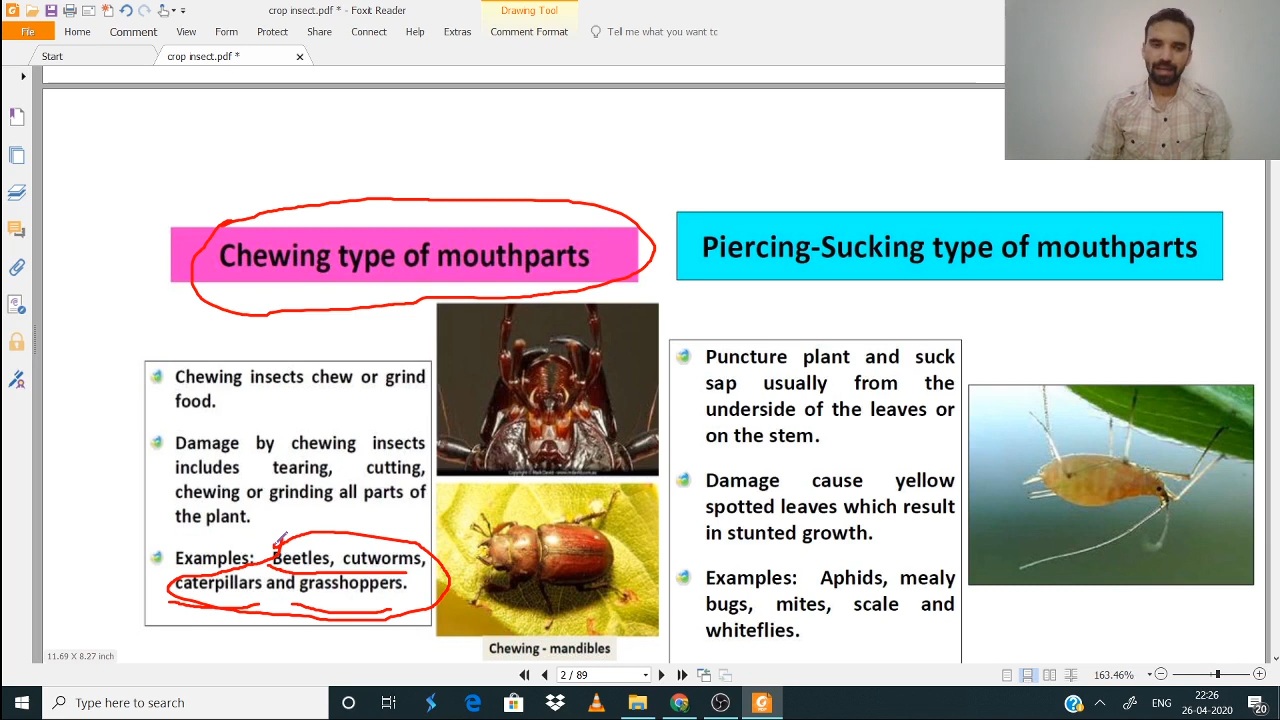 crop insect.pdf * - Foxit Reader
Drawing Tool
File Home Comment View Form Protect Share Connect Help Extras Comment Format Tell me what you want to
Start crop insect.pdf *
Chewing type of mouthparts
Chewing insects chew or grind
food.
Damage by chewing insects
includes tearing, cutting,
chewing or grinding all parts of
the plant.
Examples: Beetles, cutworms,
caterpillars and grasshoppers.
Chewing - mandibles
Piercing-Sucking type of mouthparts
Puncture plant and suck
sap usually from the
underside of the leaves or
on the stem.
Damage cause yellow
spotted leaves which result
in stunted growth.
Examples: Aphids, mealy
bugs, mites, scale and
whiteflies.
11.69 X 8.27 inch
2 / 89
163.46%
Type here to search
ENG
22:26
26-04-2020
20